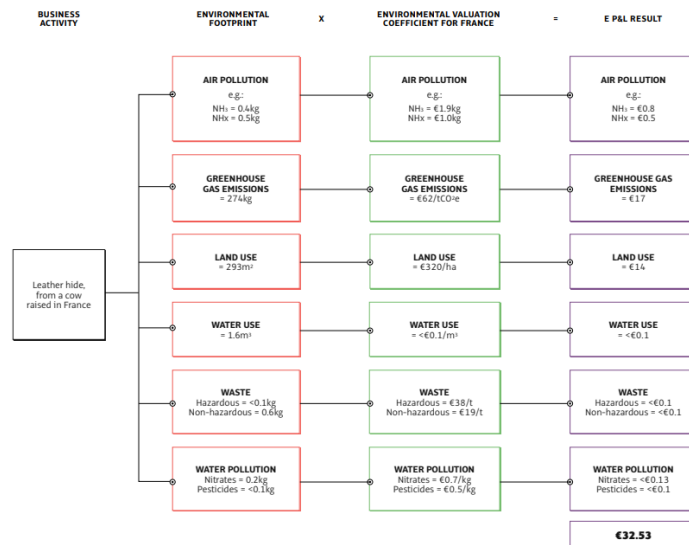 BUSINESS
ACTIVITY
ENVIRONMENTAL
FOOTPRINT
X
ENVIRONMENTAL VALUATION
COEFFICIENT FOR FRANCE
=
E P&L RESULT
Leather hide,
from a cow
raised in France
AIR POLLUTION
e.g.:
NH₃ = 0.4kg
NHx = 0.5kg
AIR POLLUTION
e.g.:
NH₃ = €1.9kg
NHx = €1.0kg
AIR POLLUTION
e.g.:
NH₃ = €0.8
NHx = €0.5
GREENHOUSE
GAS EMISSIONS
= 274kg
GREENHOUSE
GAS EMISSIONS
= €62/tCO²e
GREENHOUSE GAS
EMISSIONS
= €17
LAND USE
= 293m²
LAND USE
= €320/ha
LAND USE
= €14
WATER USE
= 1.6m³
WATER USE
= <€0.1/m³
WATER USE
= <€0.1
WASTE
Hazardous = <0.1kg
Non-hazardous = 0.6kg
WASTE
Hazardous = €38/t
Non-hazardous = €19/t
WASTE
Hazardous = <€0.1
Non-hazardous = <€0.1
WATER POLLUTION
Nitrates = 0.2kg
Pesticides = <0.1kg
WATER POLLUTION
Nitrates = €0.7/kg
Pesticides = €0.5/kg
WATER POLLUTION
Nitrates = <€0.13
Pesticides = <€0.1
€32.53